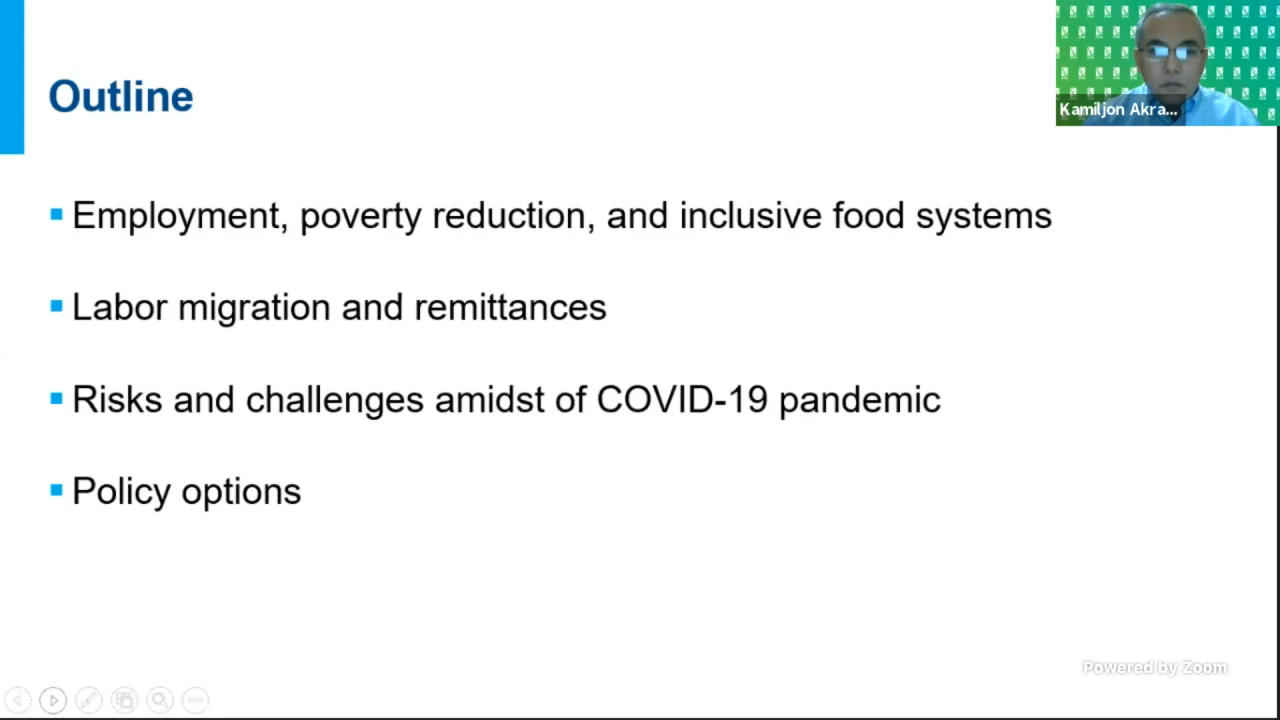 Outline
Kamiljon Akra...
Employment, poverty reduction, and inclusive food systems
Labor migration and remittances
Risks and challenges amidst of COVID-19 pandemic
Policy options
Powered by Zoom